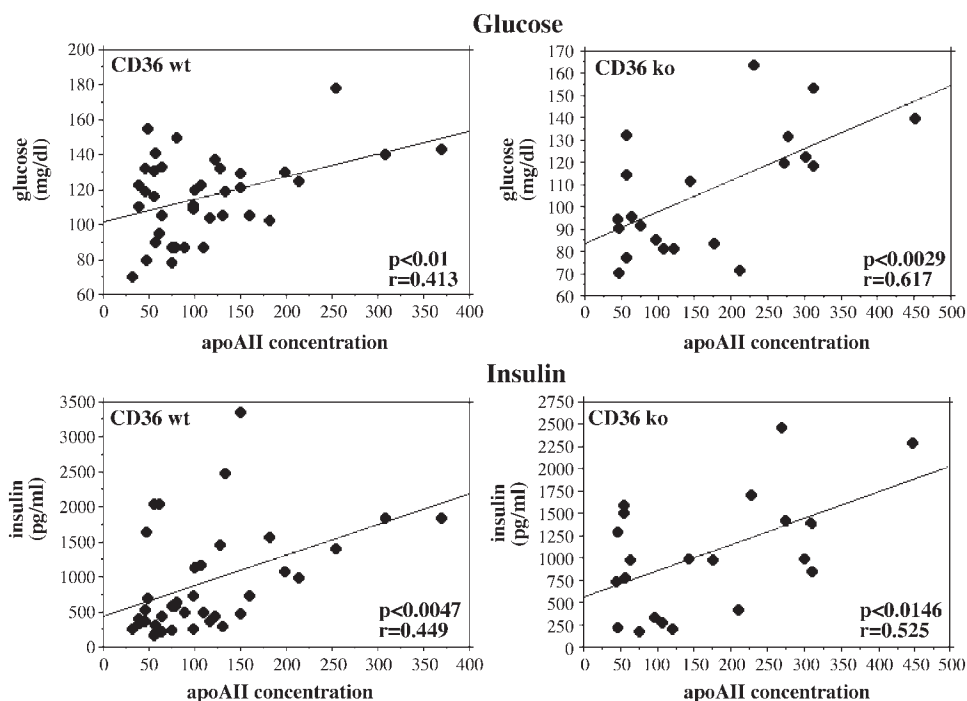 Glucose
200
180
160
140
120
100
80
60
glucose
(mg/dl)
CD36 wt
p<0.01
r=0.413
0 50 100 150 200 250 300 350 400
apoAII concentration
170
160
150
140
130
120
110
100
90
80
70
60
glucose
(mg/dl)
CD36 ko
p<0.0029
r=0.617
0 50 100 150 200 250 300 350 400 450 500
apoAII concentration
Insulin
3500
3000
2500
2000
1500
1000
500
0
insulin
(pg/ml)
CD36 wt
p<0.0047
r=0.449
0 50 100 150 200 250 300 350 400
apoAII concentration
2750
2500
2250
2000
1750
1500
1250
1000
750
500
250
0
insulin
(pg/ml)
CD36 ko
p<0.0146
r=0.525
0 50 100 150 200 250 300 350 400 450 500
apoAII concentration